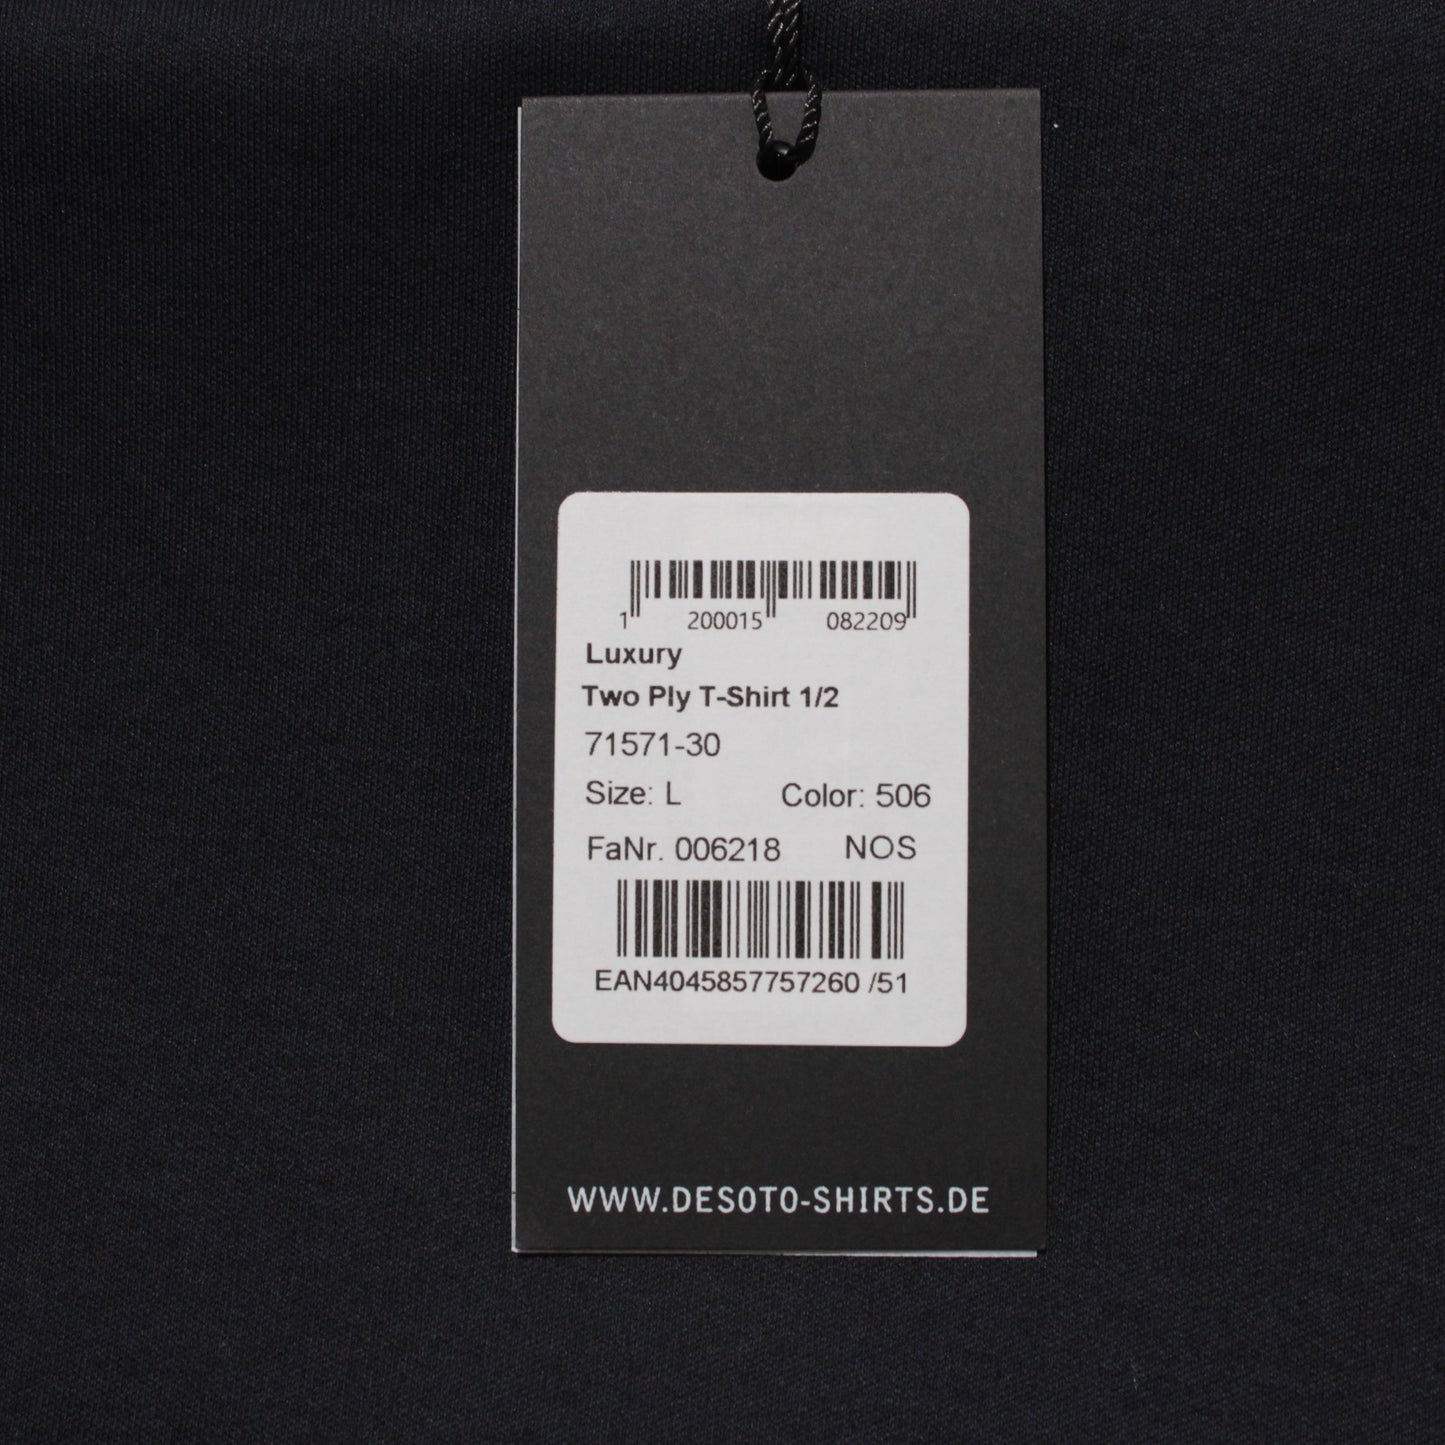 1 200015 082209
Luxury
Two Ply T-Shirt 1/2
71571-30
Size: L Color: 506
FaNr. 006218 NOS
EAN4045857757260 /51
WWW.DESOTO-SHIRTS.DE